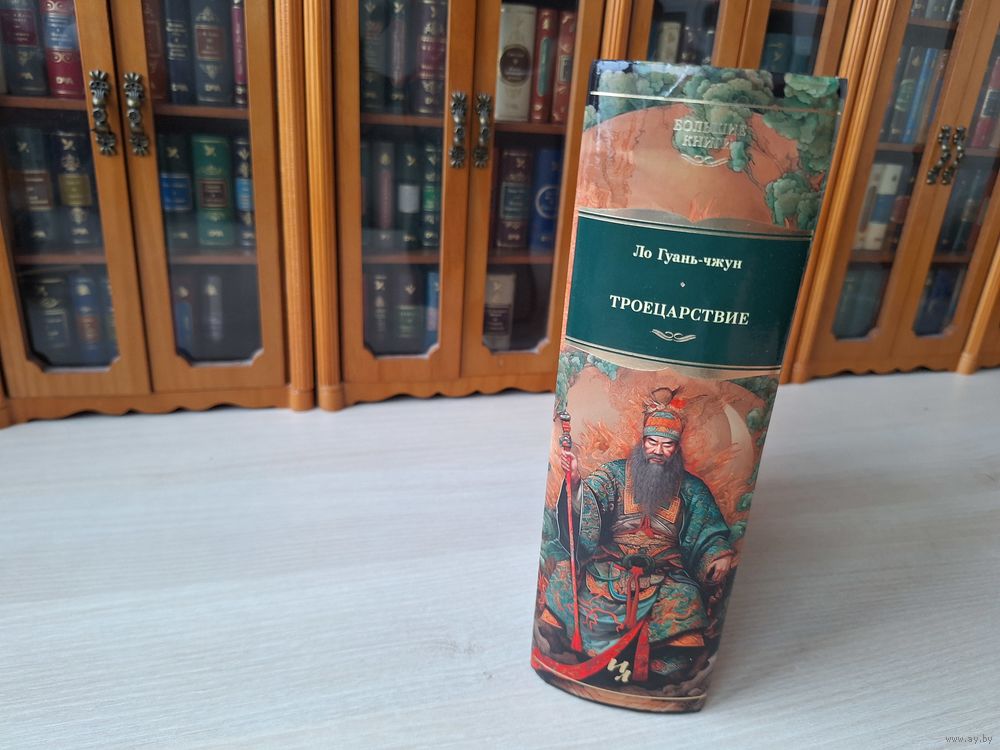 БОЛЬШИЕ
КНИГИ
Ло Гуань-чжун
ТРОЕЦАРСТВИЕ
www.ay.by